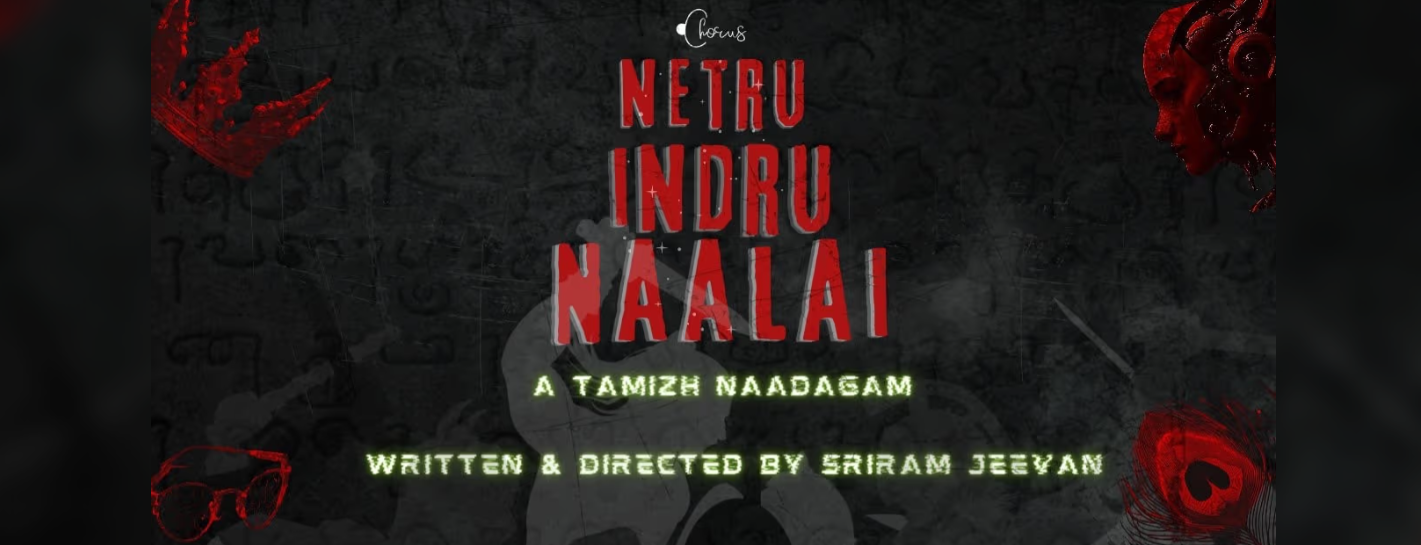 Chorus
NETRU
INDRU
NAALAI
A TAMIZH NAADAGAM
WRITTEN & DIRECTED BY SRIRAM JEEVAN